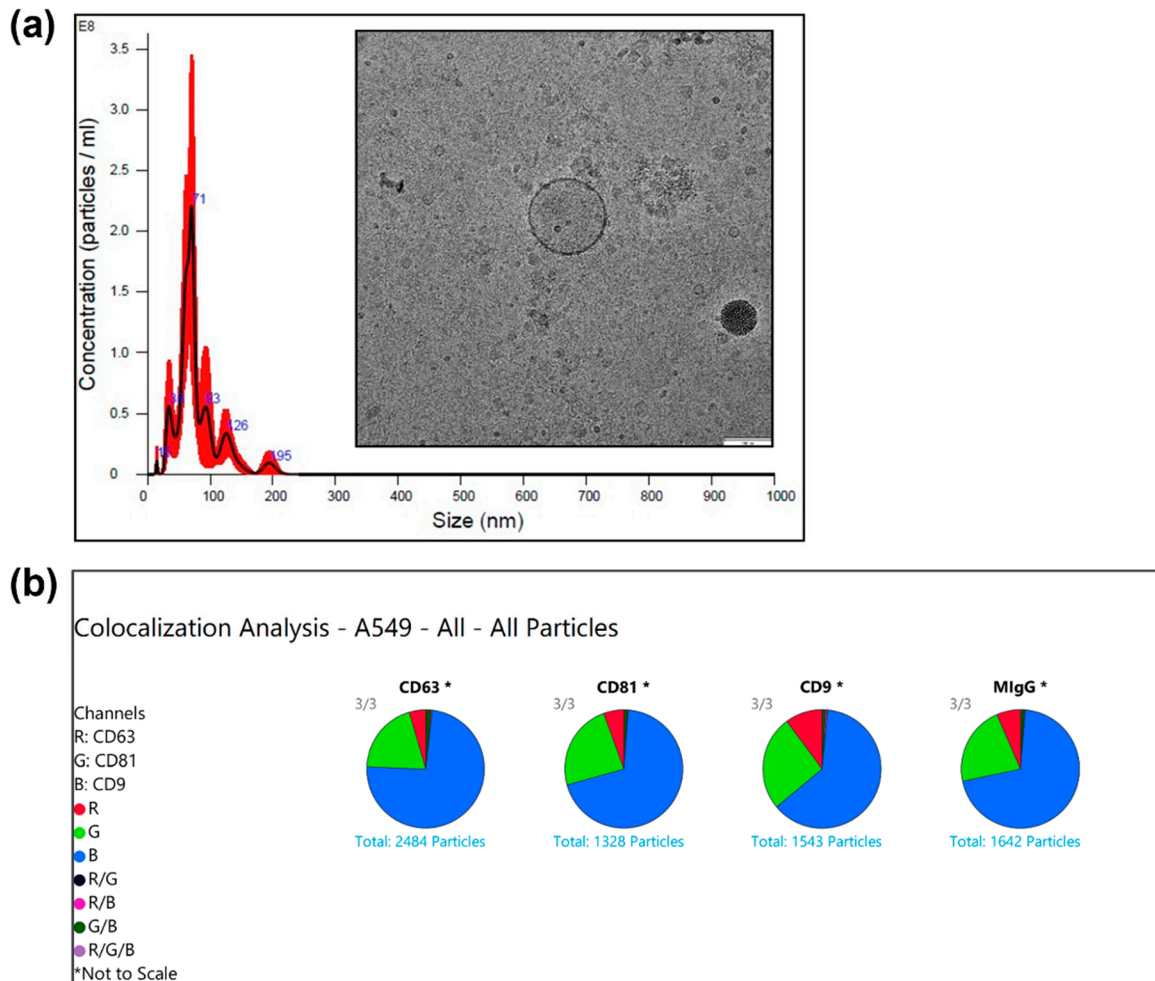 (a)
E8
Concentration (particles / ml)
3.5
3.0
2.5
2.0
1.5
1.0
0.5
0
71
93
126
195
0 100 200 300 400 500 600 700 800 900 1000
Size (nm)
(b)
Colocalization Analysis - A549 - All - All Particles
Channels
R: CD63
G: CD81
B: CD9
R
G
B
R/G
R/B
G/B
R/G/B
*Not to Scale
CD63 *
3/3
Total: 2484 Particles
CD81 *
3/3
Total: 1328 Particles
CD9 *
3/3
Total: 1543 Particles
MIgG *
3/3
Total: 1642 Particles